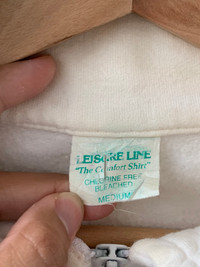 LEISURE LINE
"The Comfort Shirt"
CHLORINE FREE
BLEACHED
MEDIUM